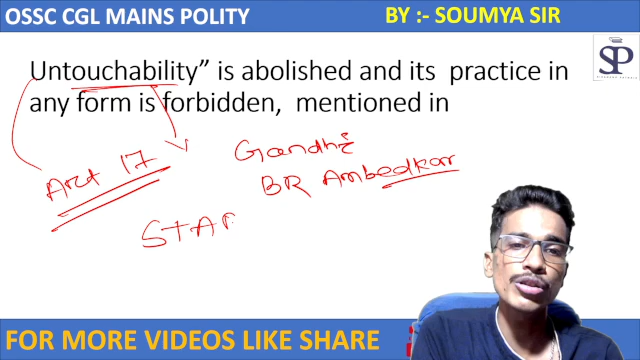 OSSC CGL MAINS POLITY
BY :- SOUMYA SIR
Untouchability” is abolished and its practice in
any form is forbidden, mentioned in
Art 17
Gandhi
BR Ambedkar
SP
FOR MORE VIDEOS LIKE SHARE